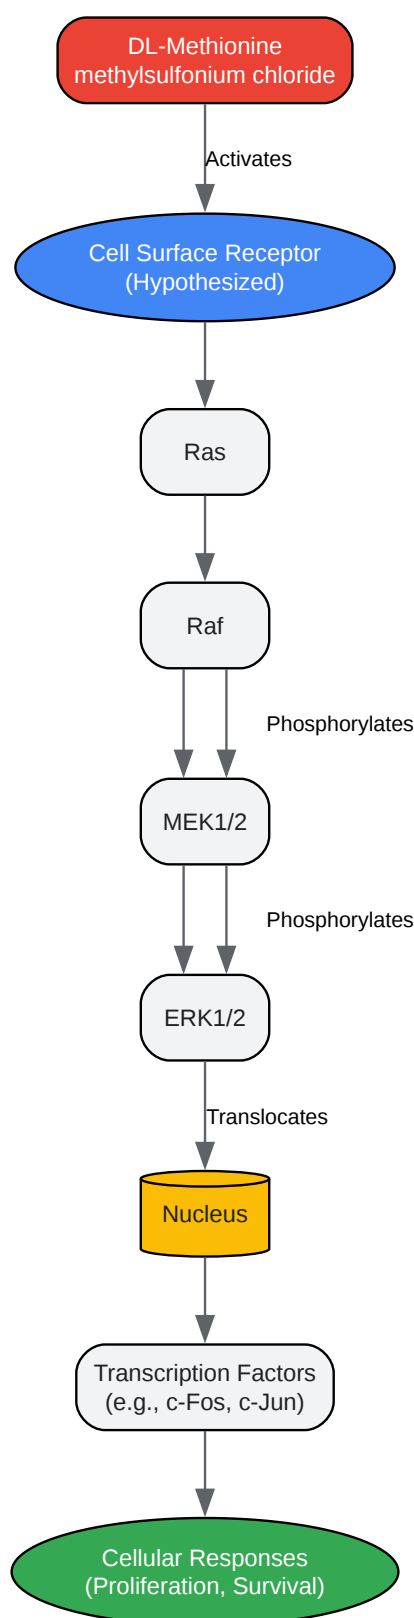 DL-Methionine
methylsulfonium chloride
Activates
Cell Surface Receptor
(Hypothesized)
Ras
Raf
Phosphorylates
MEK1/2
Phosphorylates
ERK1/2
Translocates
Nucleus
Transcription Factors
(e.g., c-Fos, c-Jun)
Cellular Responses
(Proliferation, Survival)